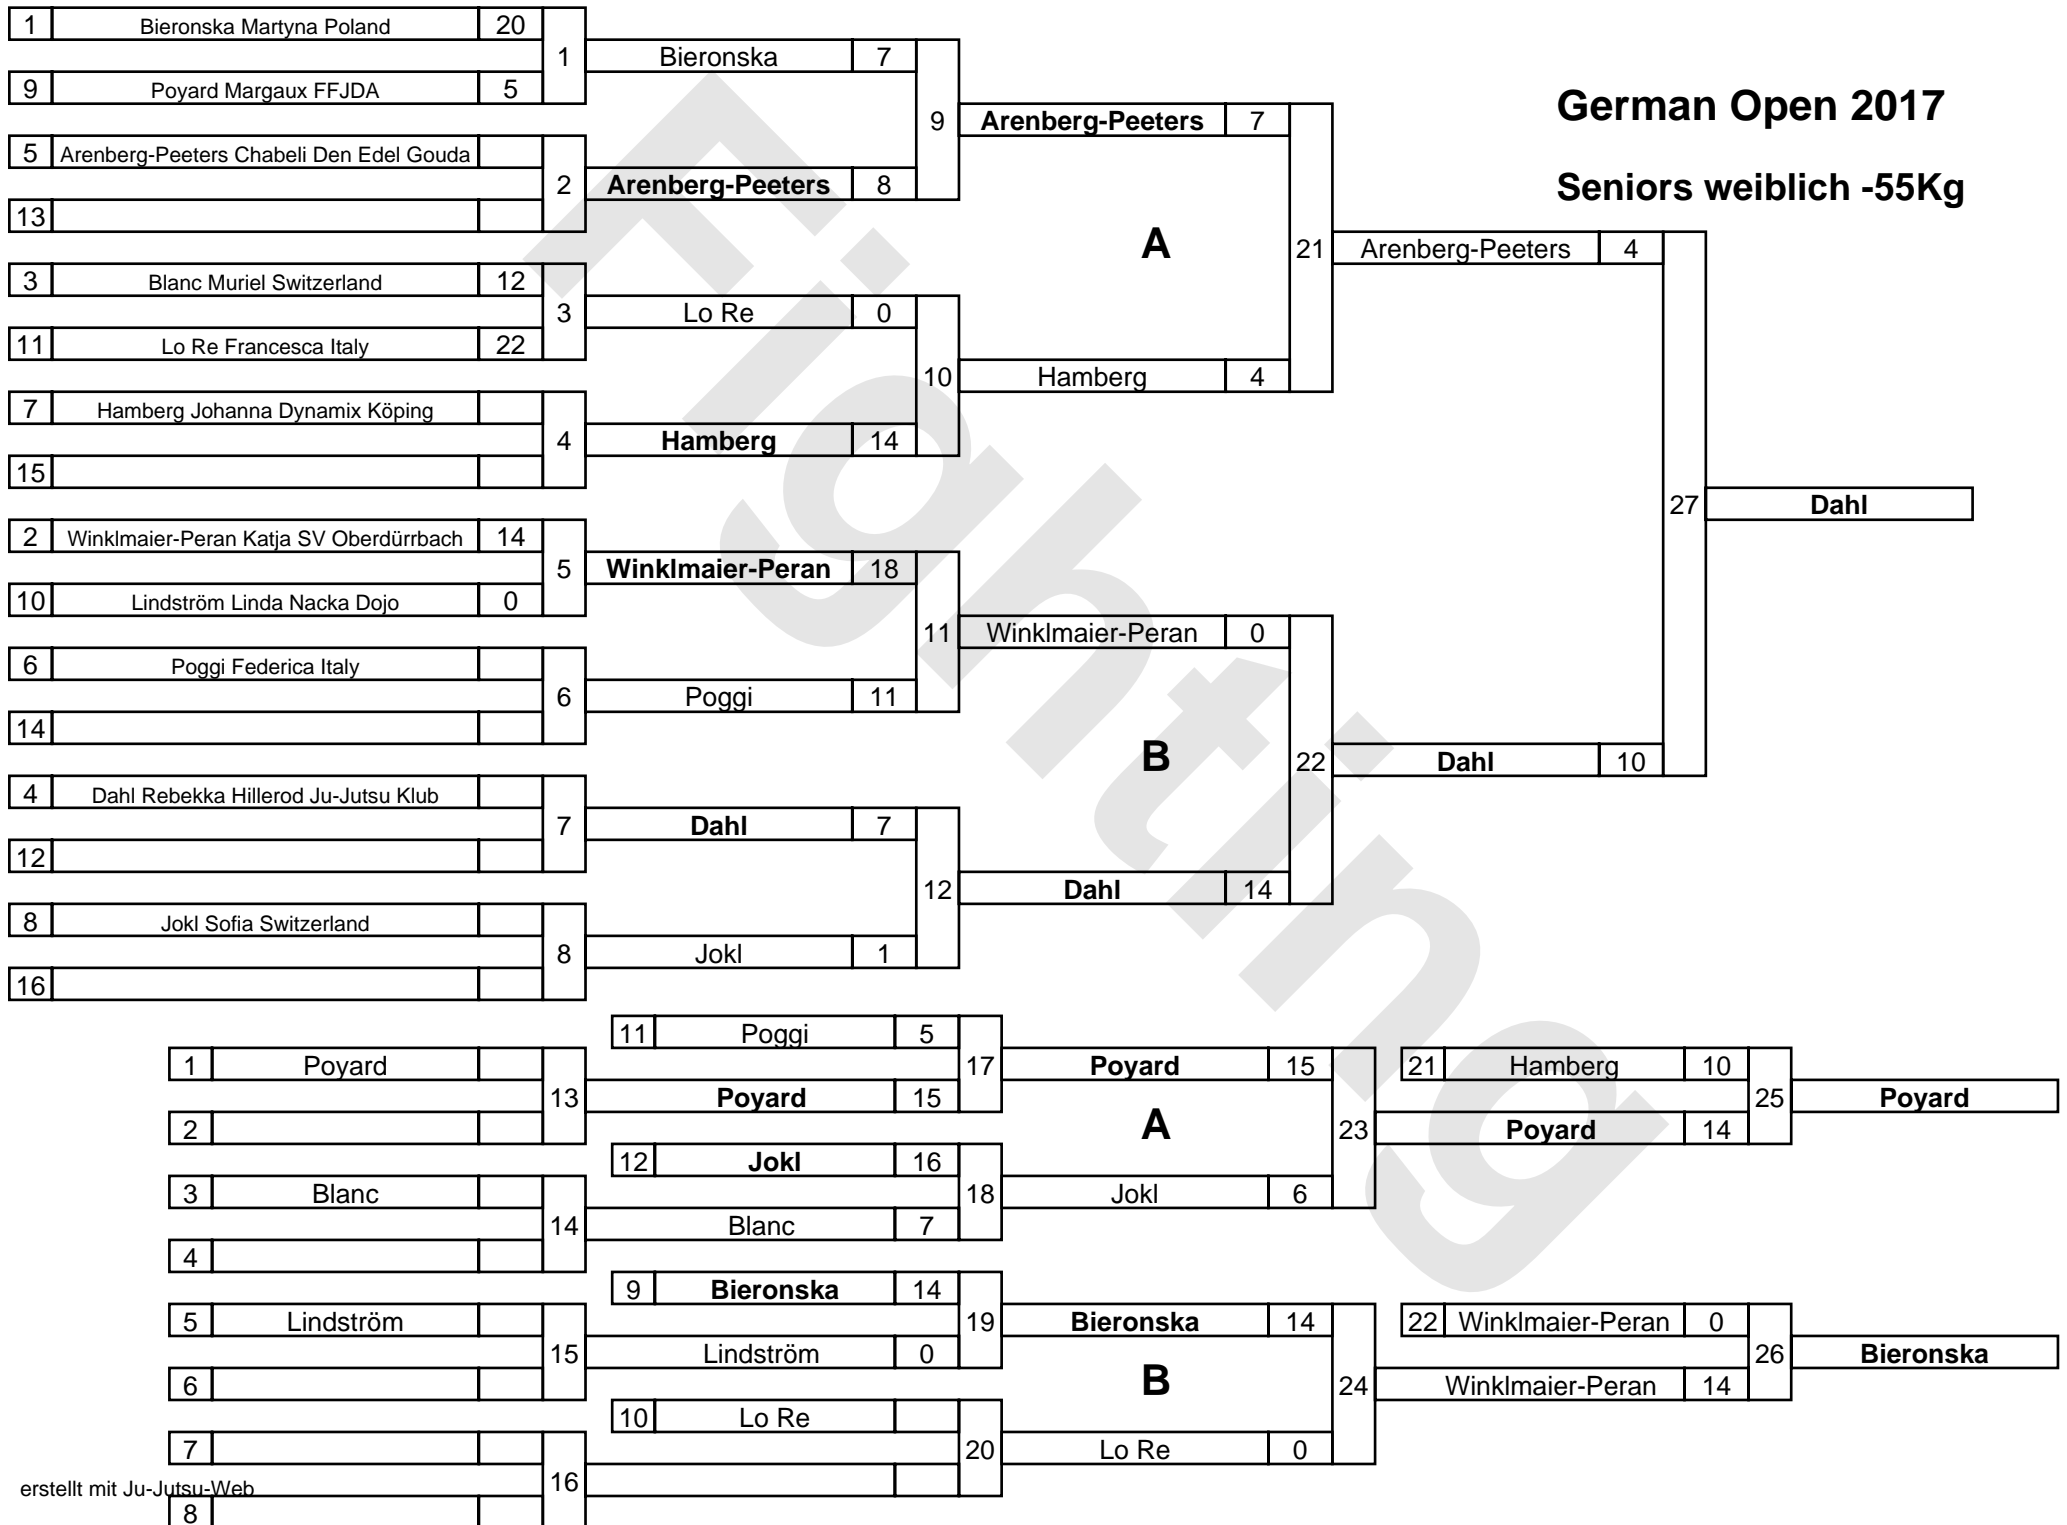 German Open 2017
Seniors weiblich -55Kg
1 Bieronska Martyna Poland 20
1
9 Poyard Margaux FFJDA 5
5 Arenberg-Peeters Chabeli Den Edel Gouda
2
13
3 Blanc Muriel Switzerland 12
3
11 Lo Re Francesca Italy 22
7 Hamberg Johanna Dynamix Köping
4
15
2 Winklmaier-Peran Katja SV Oberdürrbach 14
5
10 Lindström Linda Nacka Dojo 0
6 Poggi Federica Italy
6
14
4 Dahl Rebekka Hillerod Ju-Jutsu Klub
7
12
8 Jokl Sofia Switzerland
8
16
Bieronska 7
9
Arenberg-Peeters 8
Lo Re 0
10
Hamberg 14
Winklmaier-Peran 18
11
Poggi 11
Dahl 7
12
Jokl 1
Arenberg-Peeters 7
A
21
Hamberg 4
Winklmaier-Peran 0
B
22
Dahl 14
Arenberg-Peeters 4
27
Dahl 10
Dahl
1 Poyard
13
2
3 Blanc
14
4
5 Lindström
15
6
7
16
8
11 Poggi 5
17
Poyard 15
12 Jokl 16
18
Blanc 7
9 Bieronska 14
19
Lindström 0
10 Lo Re
20
Poyard 15
A
23
Jokl 6
Bieronska 14
B
24
Lo Re 0
21 Hamberg 10
25
Poyard 14
Poyard
22 Winklmaier-Peran 0
26
Winklmaier-Peran 14
Bieronska
erstellt mit Ju-Jutsu-Web
Fighting